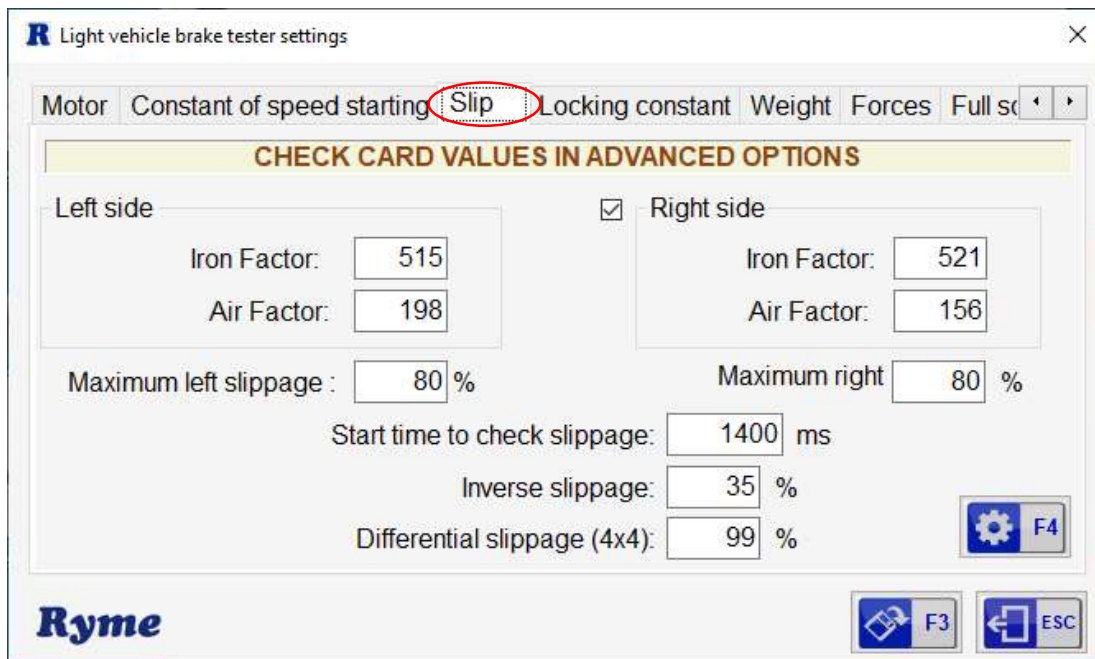 R Light vehicle brake tester settings
Motor Constant of speed starting Slip Locking constant Weight Forces Full sc
CHECK CARD VALUES IN ADVANCED OPTIONS
Left side Right side
Iron Factor: 515 Iron Factor: 521
Air Factor: 198 Air Factor: 156
Maximum left slippage : 80 % Maximum right 80 %
Start time to check slippage: 1400 ms
Inverse slippage: 35 %
Differential slippage (4x4): 99 %
F4
Ryme F3 ESC